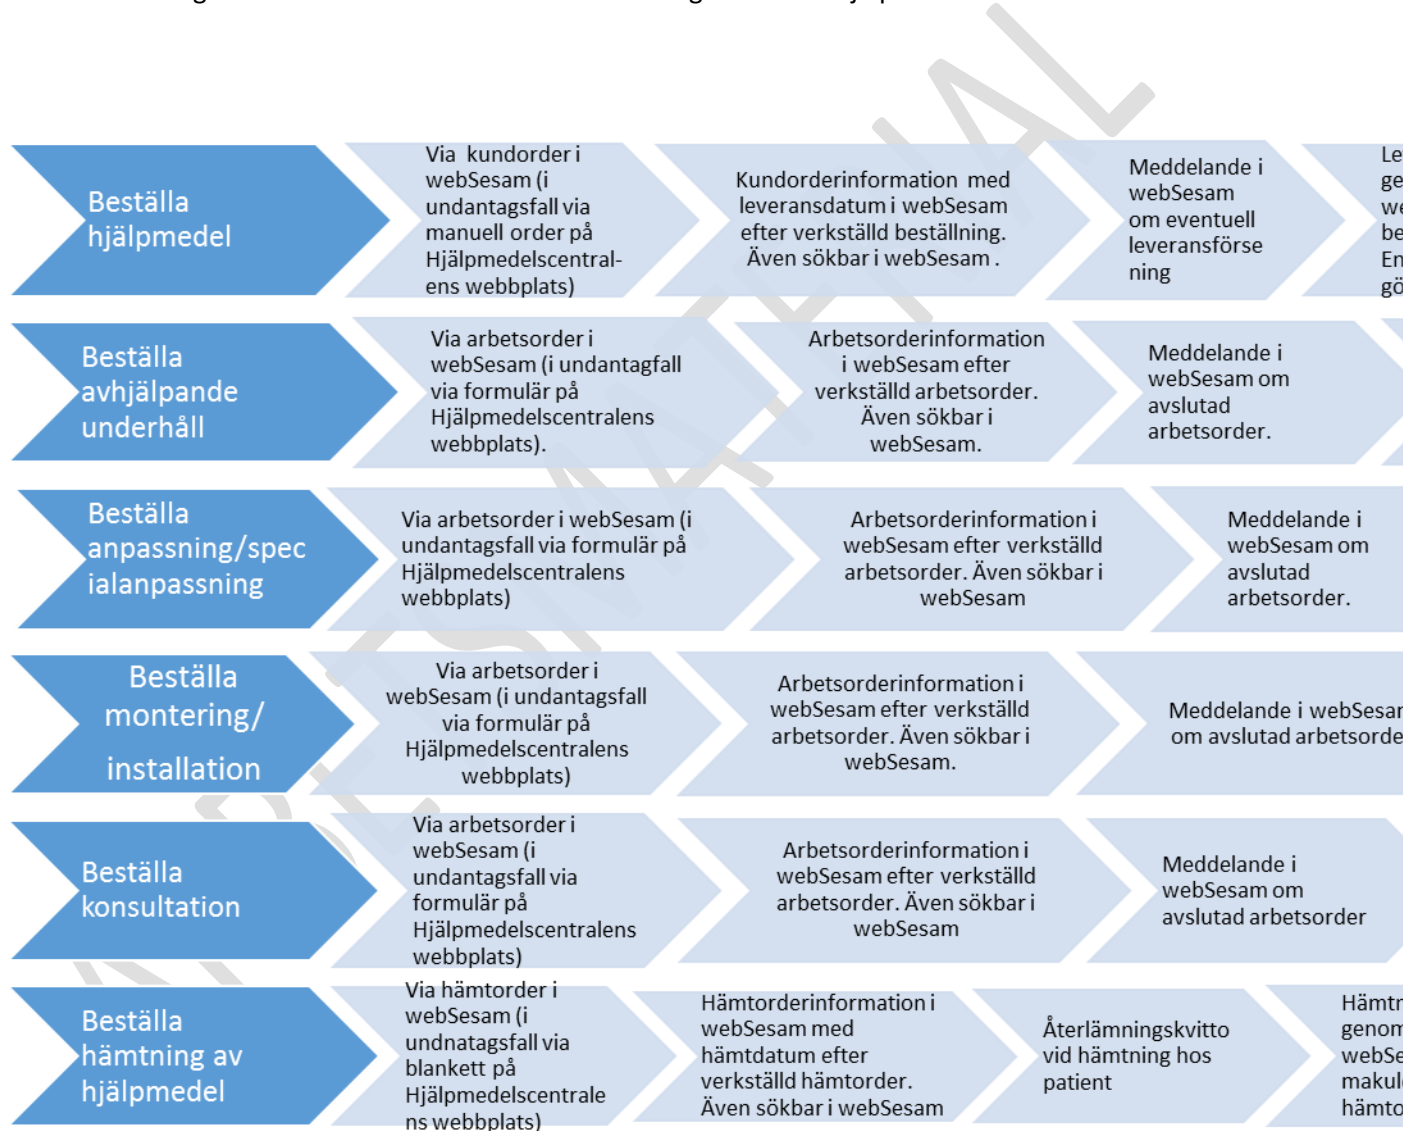 Beställa
hjälpmedel
Via kundorder i
webSesam (i
undantagsfall via
manuell order på
Hjälpmedelscentral-
ens webbplats)
Kundorderinformation med
leveransdatum i webSesam
efter verkställd beställning.
Även sökbar i webSesam .
Meddelande i
webSesam
om eventuell
leveransförse
ning
Beställa
avhjälpande
underhåll
Via arbetsorder i
webSesam (i undantagfall
via formulär på
Hjälpmedelscentralens
webbplats).
Arbetsorderinformation
i webSesam efter
verkställd arbetsorder.
Även sökbar i
webSesam.
Meddelande i
webSesam om
avslutad
arbetsorder.
Beställa
anpassning/spec
ialanpassning
Via arbetsorder i webSesam (i
undantagsfall via formulär på
Hjälpmedelscentralens
webbplats)
Arbetsorderinformation i
webSesam efter verkställd
arbetsorder. Även sökbar i
webSesam
Meddelande i
webSesam om
avslutad
arbetsorder.
Beställa
montering/
installation
Via arbetsorder i
webSesam (i undantagsfall
via formulär på
Hjälpmedelscentralens
webbplats)
Arbetsorderinformation i
webSesam efter verkställd
arbetsorder. Även sökbar i
webSesam.
Meddelande i
om avslutad
Beställa
konsultation
Via arbetsorder i
webSesam (i
undantagsfall via
formulär på
Hjälpmedelscentralens
webbplats)
Arbetsorderinformation i
webSesam efter verkställd
arbetsorder. Även sökbar i
webSesam
Meddelande i
webSesam om
avslutad arbetsorder
Beställa
hämtning av
hjälpmedel
Via hämtorder i
webSesam (i
undnatagsfall via
blankett på
Hjälpmedelscentrale
ns webbplats)
Hämtorderinformation i
webSesam med
hämtdatum efter
verkställd hämtorder.
Även sökbar i webSesam
Återlämningskvitto
vid hämtning hos
patient